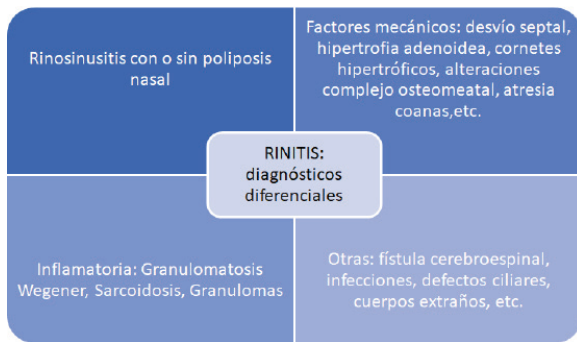 Rinosinusitis con o sin poliposis
nasal
Factores mecánicos: desvío septal,
hipertrofia adenoidea, cornetes
hipertróficos, alteraciones
complejo osteomeatal, atresia
coanas,etc.
RINITIS:
diagnósticos
diferenciales
Inflamatoria: Granulomatosis
Wegener, Sarcoidosis, Granulomas
Otras: fístula cerebroespinal,
infecciones, defectos ciliares,
cuerpos extraños, etc.